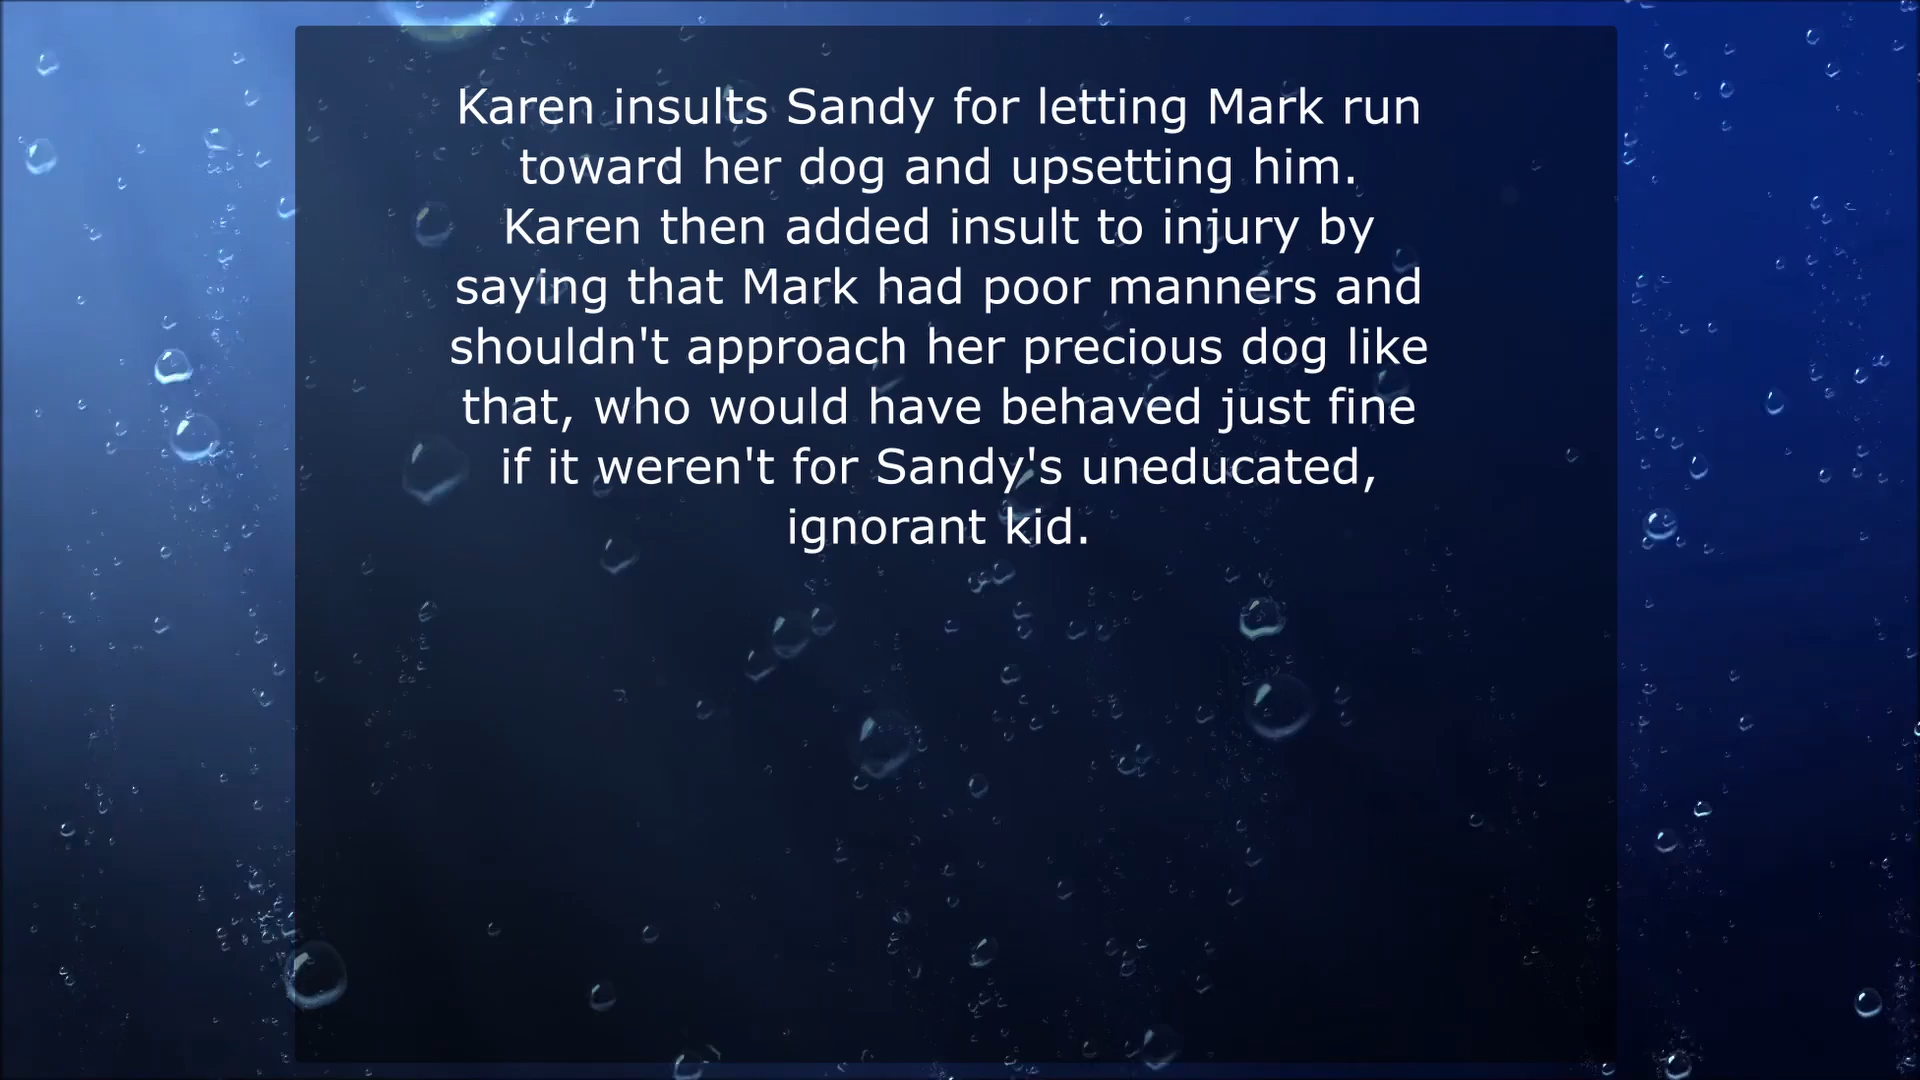 Karen insults Sandy for letting Mark run
toward her dog and upsetting him.
Karen then added insult to injury by
saying that Mark had poor manners and
shouldn't approach her precious dog like
that, who would have behaved just fine
if it weren't for Sandy's uneducated,
ignorant kid.